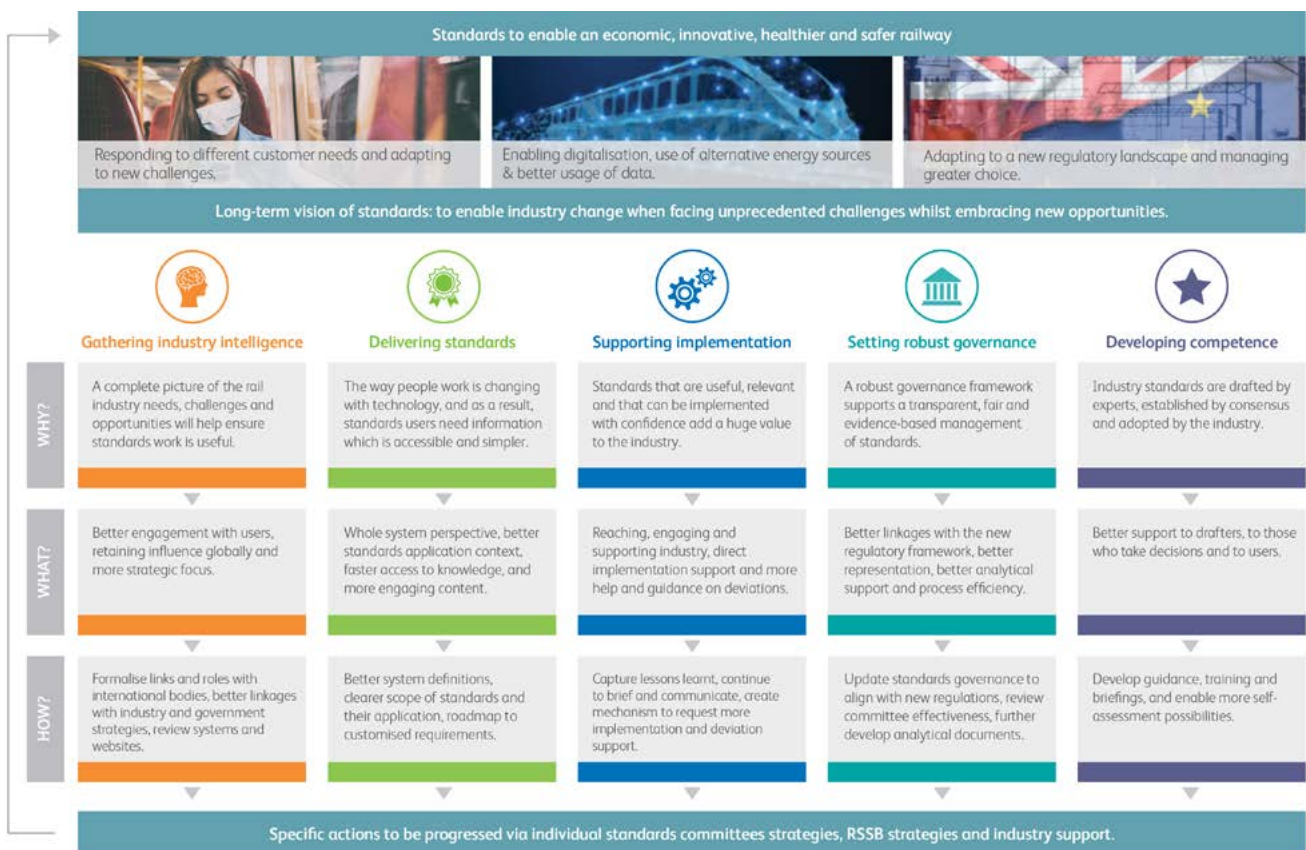 Standards to enable an economic, innovative, healthier and safer railway
Responding to different customer needs and adapting
to new challenges.
Enabling digitalisation, use of alternative energy sources
& better usage of data.
Adapting to a new regulatory landscape and managing
greater choice.
Long-term vision of standards: to enable industry change when facing unprecedented challenges whilst embracing new opportunities.
Gathering industry intelligence
Delivering standards
Supporting implementation
Setting robust governance
Developing competence
WHY?
A complete picture of the rail
industry needs, challenges and
opportunities will help ensure
standards work is useful.
The way people work is changing
with technology, and as a result,
standards users need information
which is accessible and simpler.
Standards that are useful, relevant
and that can be implemented
with confidence add a huge value
to the industry.
A robust governance framework
supports a transparent, fair and
evidence-based management
of standards.
Industry standards are drafted by
experts, established by consensus
and adopted by the industry.
WHAT?
Better engagement with users,
retaining influence globally and
more strategic focus.
Whole system perspective, better
standards application context,
faster access to knowledge, and
more engaging content.
Reaching, engaging and
supporting industry, direct
implementation support and more
help and guidance on deviations.
Better linkages with the new
regulatory framework, better
representation, better analytical
support and process efficiency.
Better support to drafters, to those
who take decisions and to users.
HOW?
Formalise links and roles with
international bodies, better linkages
with industry and government
strategies, review systems and
websites.
Better system definitions,
clearer scope of standards and
their application, roadmap to
customised requirements.
Capture lessons learnt, continue
to brief and communicate, create
mechanism to request more
implementation and deviation
support.
Update standards governance to
align with new regulations, review
committee effectiveness, further
develop analytical documents.
Develop guidance, training and
briefings, and enable more self-
assessment possibilities.
Specific actions to be progressed via individual standards committees strategies, RSSB strategies and industry support.